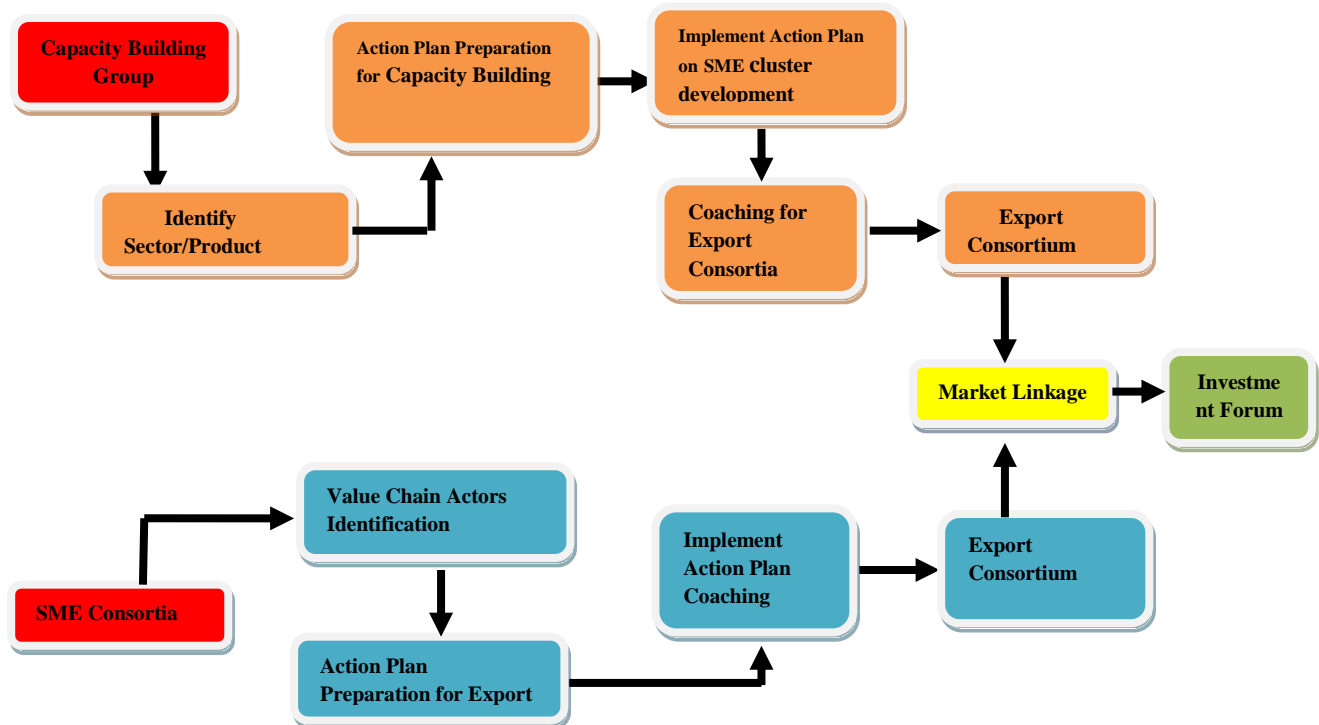 Capacity Building
Group
Identify
Sector/Product
Action Plan Preparation
for Capacity Building
Implement Action Plan
on SME cluster
development
Coaching for
Export
Consortia
Export
Consortium
Market Linkage
Investme
nt Forum
SME Consortia
Value Chain Actors
Identification
Action Plan
Preparation for Export
Implement
Action Plan
Coaching
Export
Consortium